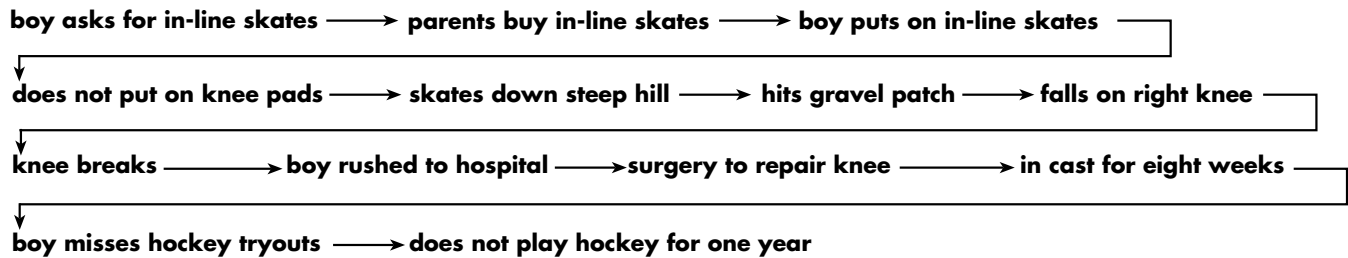 boy asks for in-line skates → parents buy in-line skates → boy puts on in-line skates
does not put on knee pads → skates down steep hill → hits gravel patch → falls on right knee
knee breaks → boy rushed to hospital → surgery to repair knee → in cast for eight weeks
boy misses hockey tryouts → does not play hockey for one year